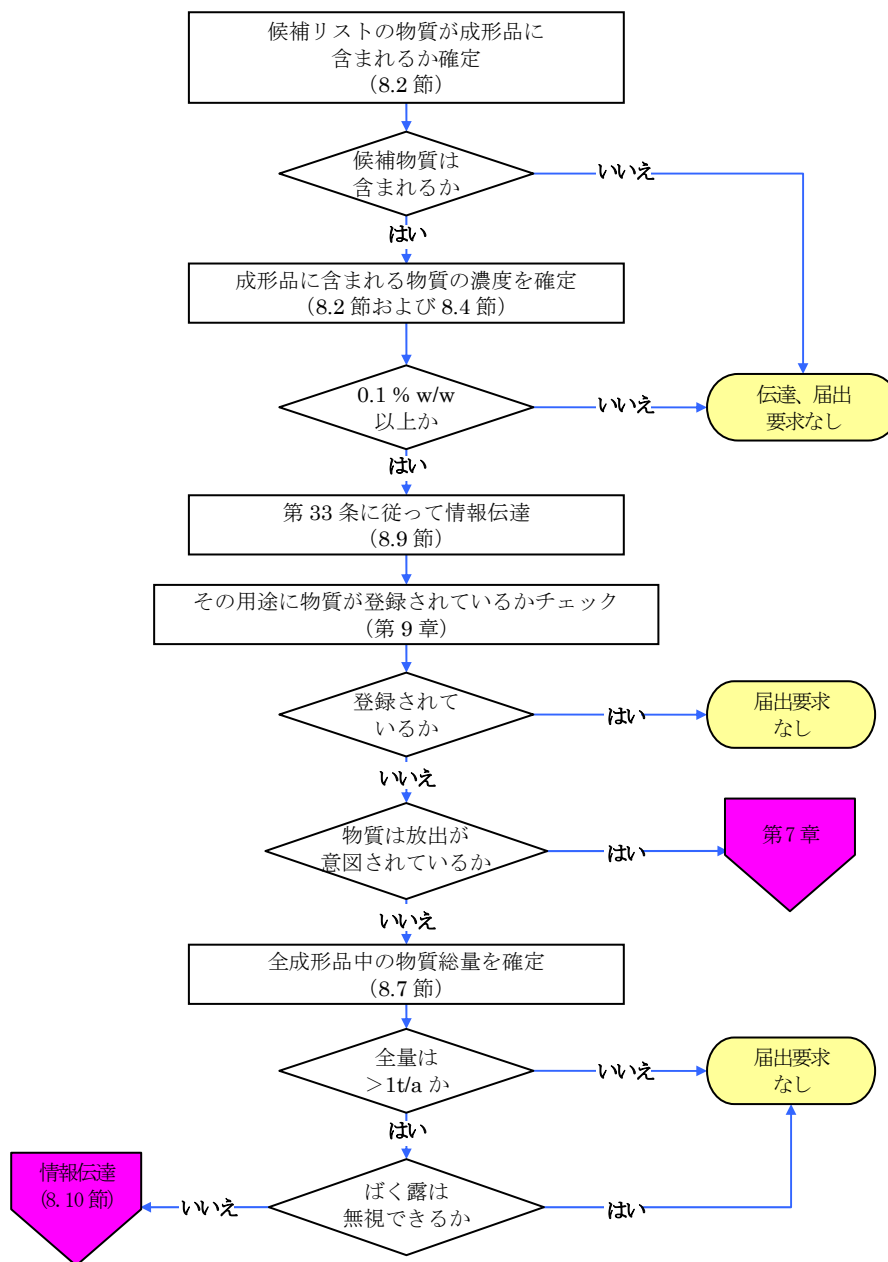 候補リストの物質が成形品に
含まれるか確定
（8.2 節）
候補物質は
含まれるか
いいえ
はい
成形品に含まれる物質の濃度を確定
（8.2 節および 8.4 節）
0.1 % w/w
以上か
いいえ
伝達、届出
要求なし
はい
第 33 条に従って情報伝達
（8.9 節）
その用途に物質が登録されているかチェック
（第 9 章）
登録されて
いるか
はい
届出要求
なし
いいえ
物質は放出が
意図されているか
はい
第 7 章
いいえ
全成形品中の物質総量を確定
（8.7 節）
全量は
＞1t/a か
いいえ
届出要求
なし
はい
ばく露は
無視できるか
はい
いいえ
情報伝達
(8.10 節)